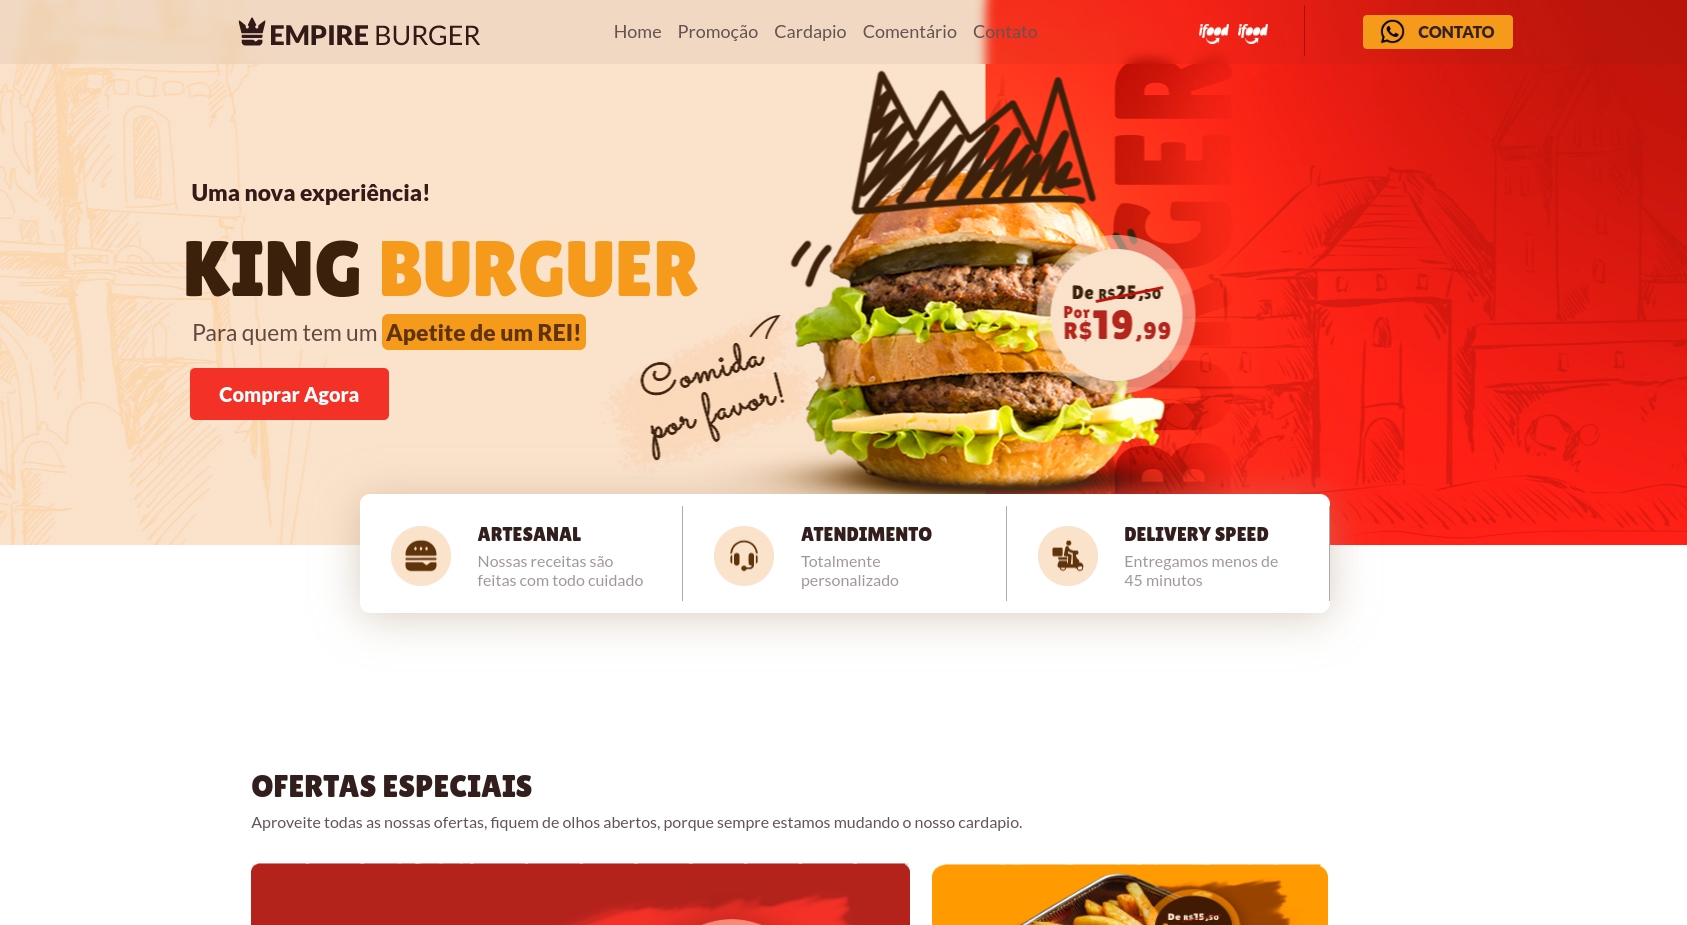 EMPIRE BURGER
Home Promoção Cardapio Comentário Contato
ifood ifood
CONTATO
BURGER
Uma nova experiência!
KING BURGUER
Para quem tem um Apetite de um REI!
Comprar Agora
Comida
por favor!
De R$25,50
Por
R$19,99
ARTESANAL
Nossas receitas são
feitas com todo cuidado
ATENDIMENTO
Totalmente
personalizado
DELIVERY SPEED
Entregamos menos de
45 minutos
OFERTAS ESPECIAIS
Aproveite todas as nossas ofertas, fiquem de olhos abertos, porque sempre estamos mudando o nosso cardapio.
De R$35,50